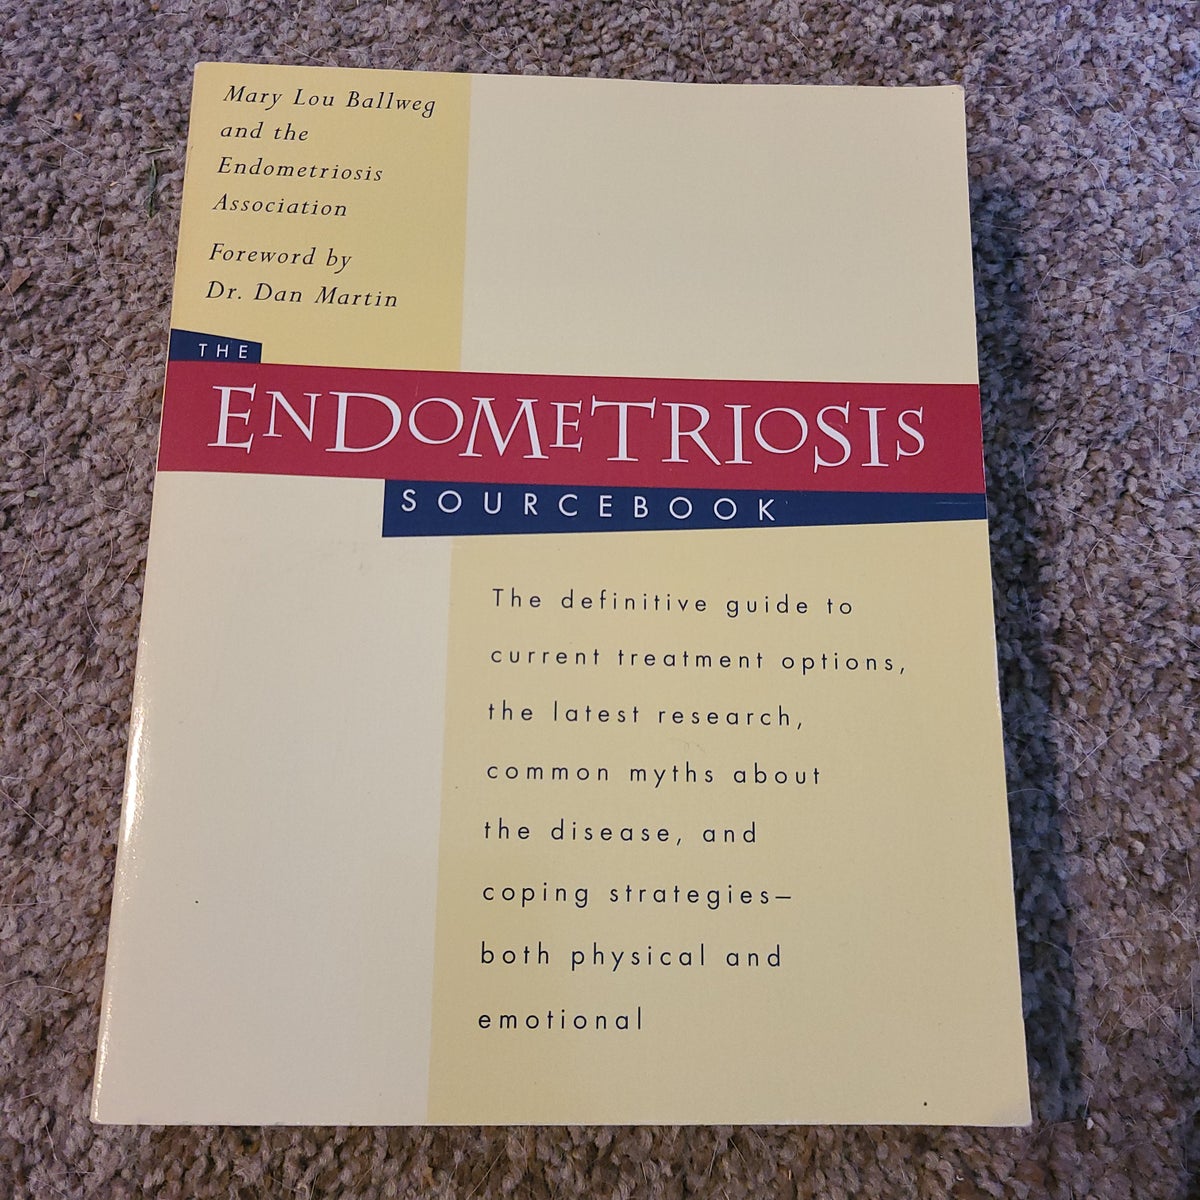 Mary Lou Ballweg
and the
Endometriosis
Association
Foreword by
Dr. Dan Martin
THE
ENDOMETRIOSIS
SOURCEBOOK
The definitive guide to
current treatment options,
the latest research,
common myths about
the disease, and
coping strategies—
both physical and
emotional